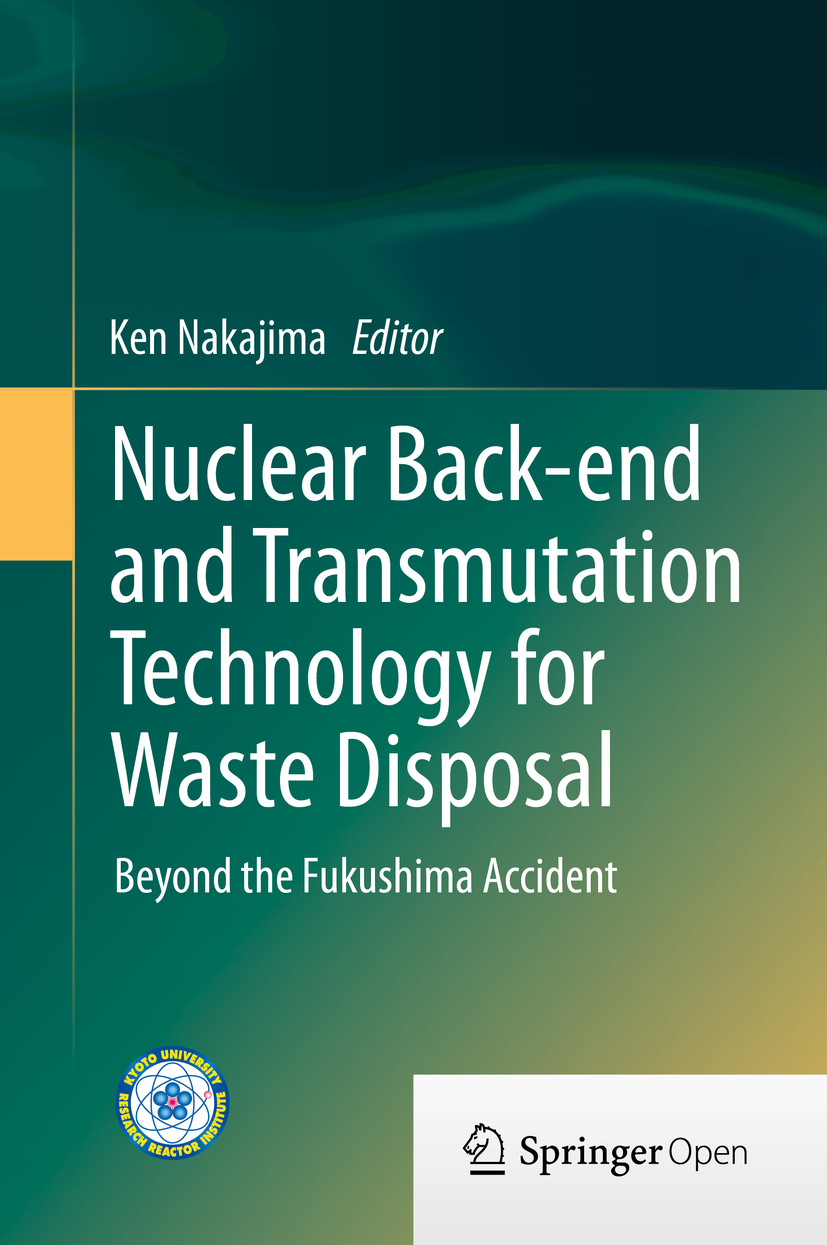 Ken Nakajima Editor
Nuclear Back-end
and Transmutation
Technology for
Waste Disposal
Beyond the Fukushima Accident
KYOTO UNIVERSITY
RESEARCH REACTOR INSTITUTE
Springer Open